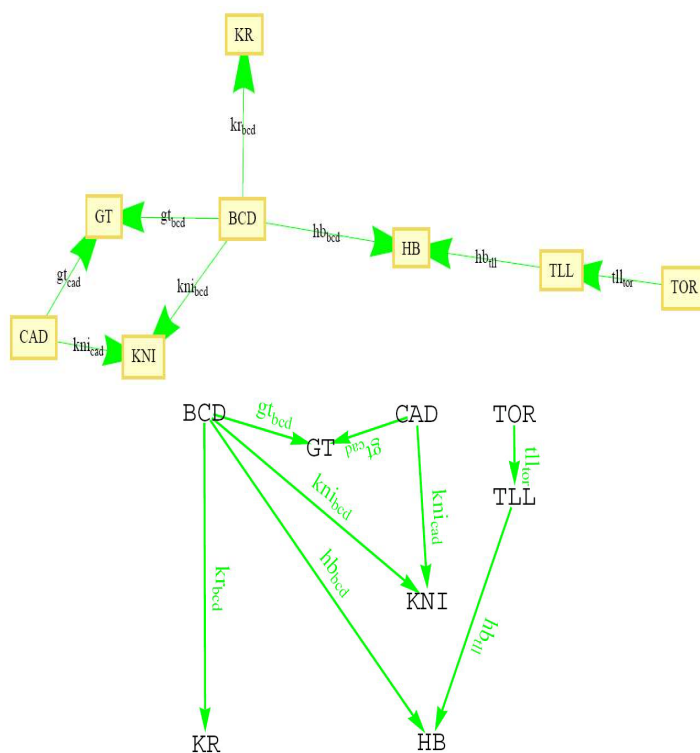 KR
kr_bcd
GT
gt_bcd
BCD
hb_bcd
HB
hb_tll
TLL
tll_tor
TOR
gt_cad
kni_bcd
CAD
kni_cad
KNI
BCD
gt_bcd
CAD
TOR
GT
gt_cad
tll_tor
kni_bcd
kni_cad
TLL
hb_bcd
kr_bcd
KNI
hb_tll
KR
HB